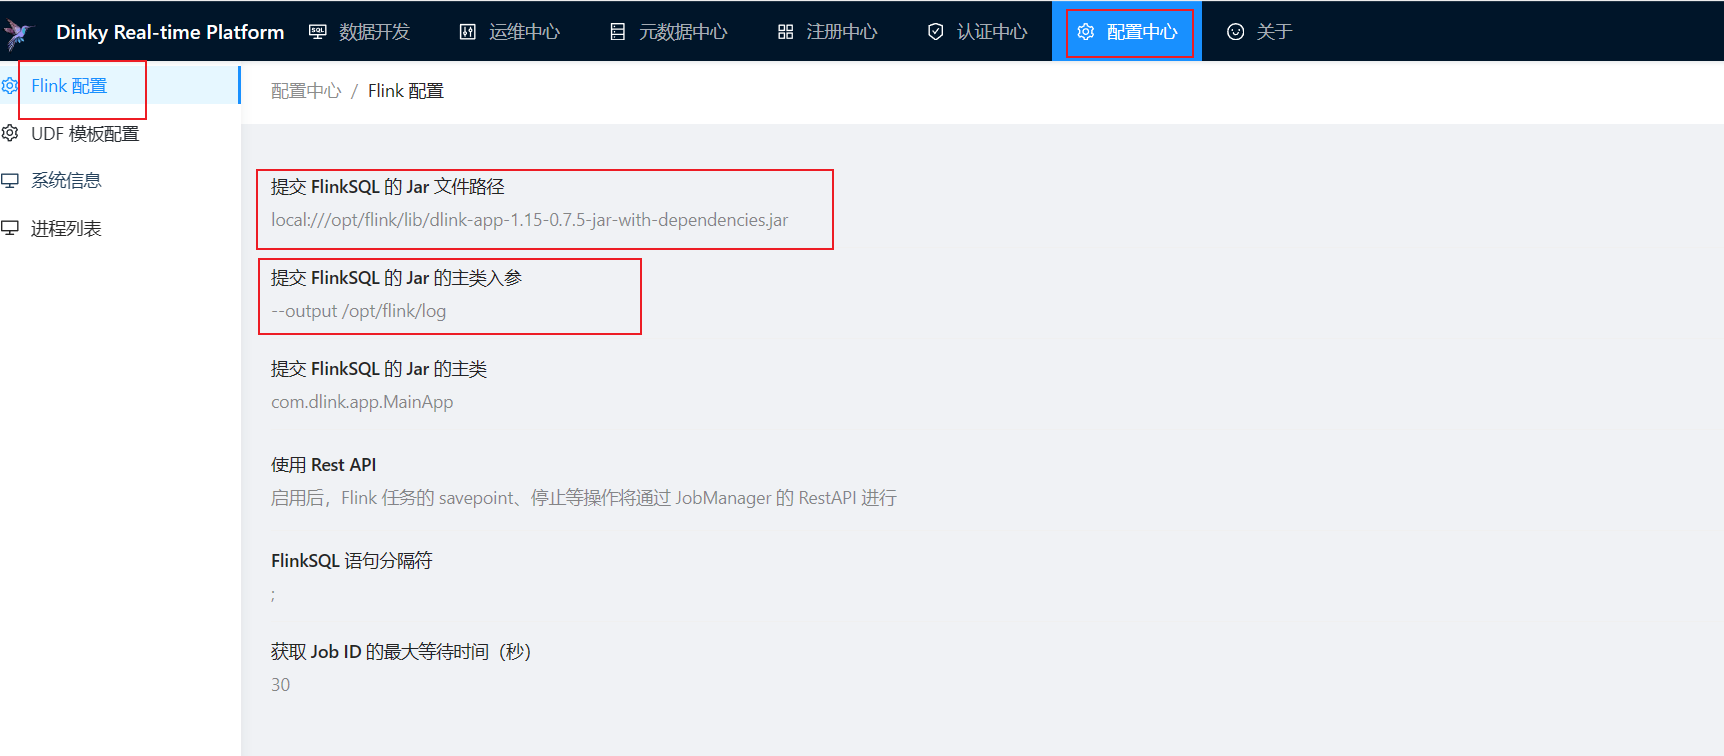 Dinky Real-time Platform 数据开发 运维中心 元数据中心 注册中心 认证中心 配置中心 关于
Flink 配置
UDF 模板配置
系统信息
进程列表
配置中心 / Flink 配置
提交 FlinkSQL 的 Jar 文件路径
local:///opt/flink/lib/dlink-app-1.15-0.7.5-jar-with-dependencies.jar
提交 FlinkSQL 的 Jar 的主类入参
--output /opt/flink/log
提交 FlinkSQL 的 Jar 的主类
com.dlink.app.MainApp
使用 Rest API
启用后，Flink 任务的 savepoint、停止等操作将通过 JobManager 的 RestAPI 进行
FlinkSQL 语句分隔符
;
获取 Job ID 的最大等待时间（秒）
30